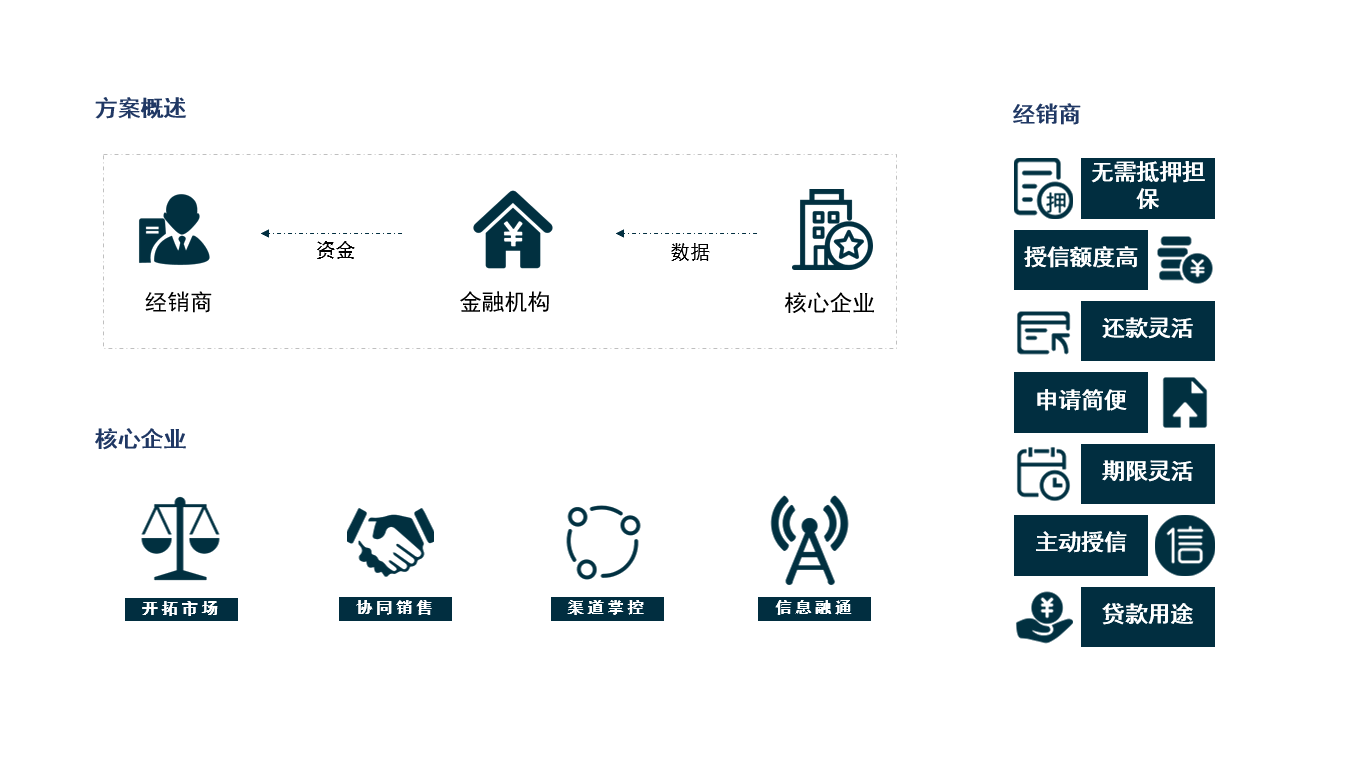 方案概述
资金
数据
经销商
金融机构
核心企业
核心企业
开拓市场
协同销售
渠道掌控
信息融通
经销商
押
无需抵押担
保
授信额度高
还款灵活
申请简便
期限灵活
主动授信
信
贷款用途